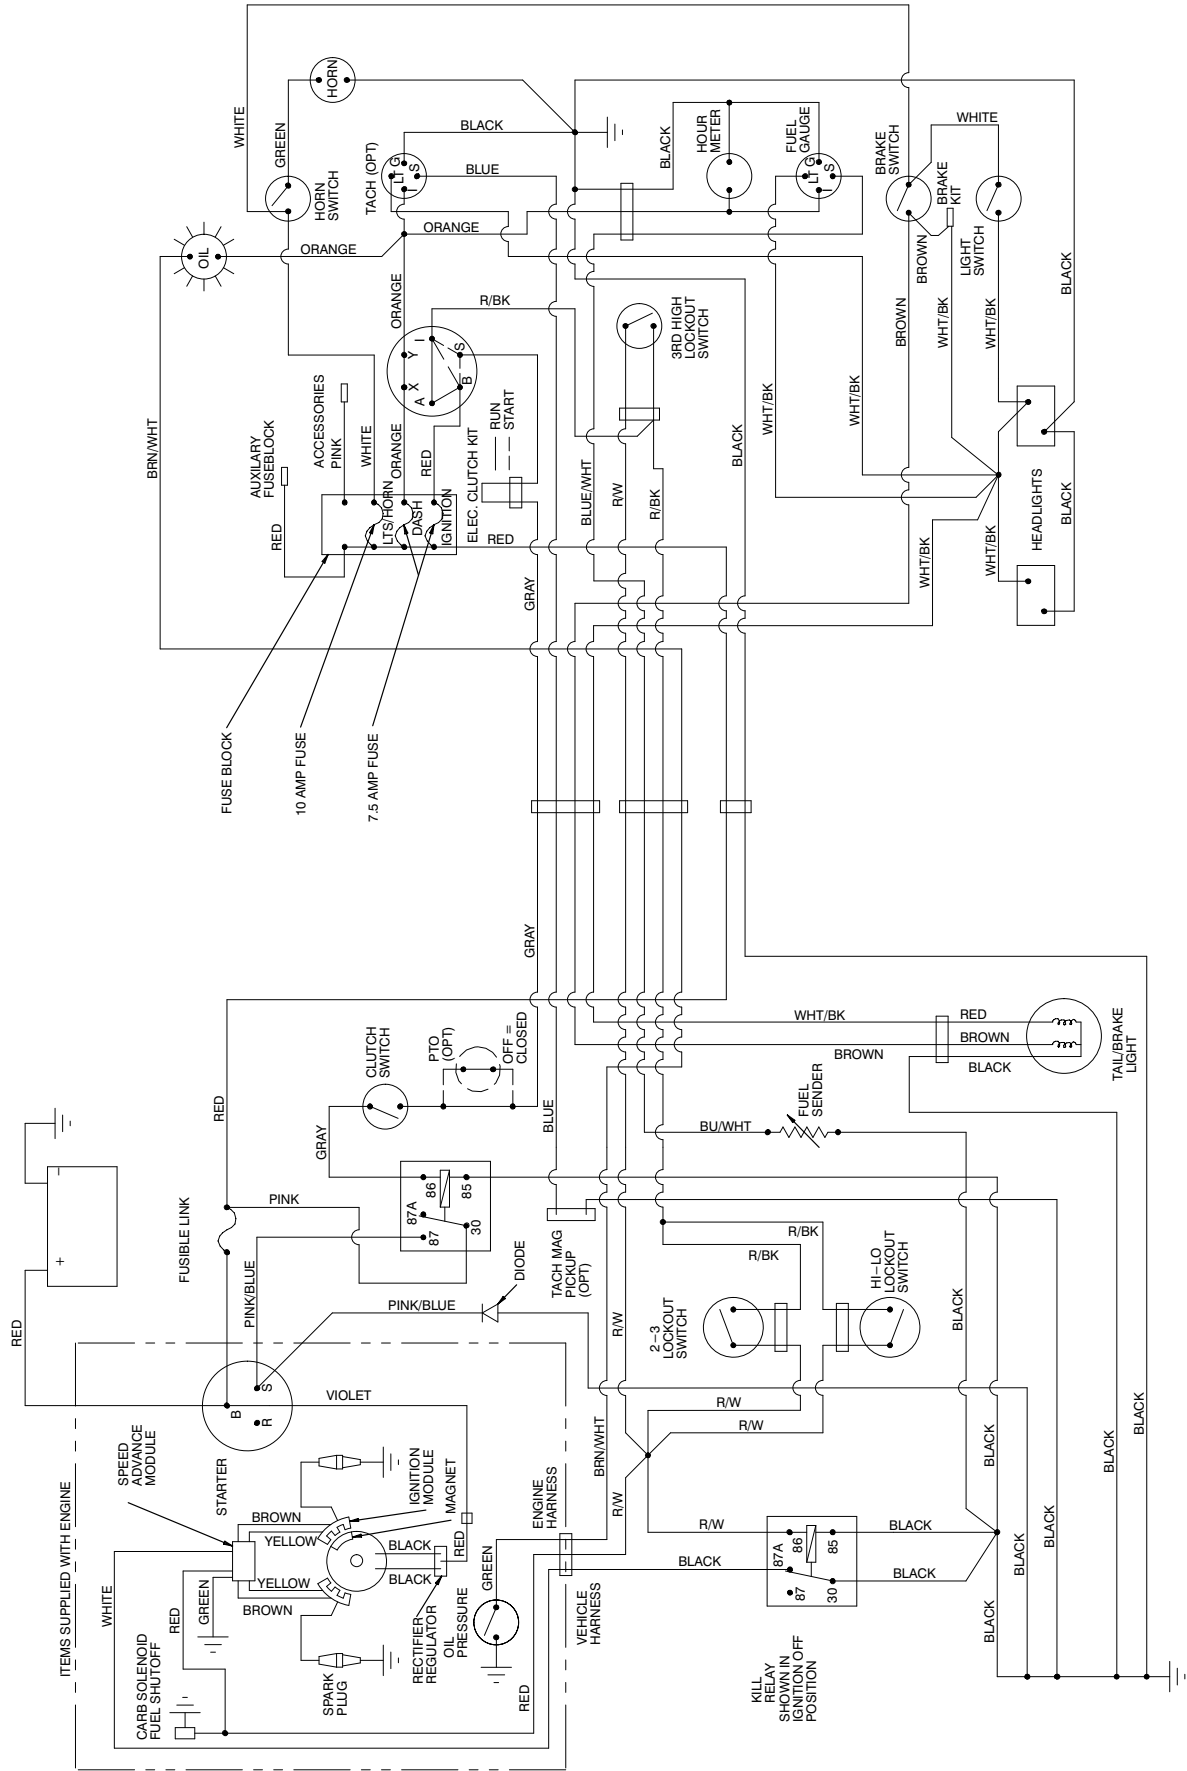 WHITE
GREEN
HORN
HORN
SWITCH
OIL
ORANGE
BRN/WHT
TACH (OPT)
LT G
I S
BLACK
BLUE
ORANGE
ORANGE
R/BK
A X Y I
B S
AUXILARY
FUSEBLOCK
ACCESSORIES
PINK
WHITE
ORANGE
RED
RED
LTS/HORN
DASH
IGNITION
ELEC. CLUTCH KIT
RUN
START
RED
GRAY
FUSE BLOCK
10 AMP FUSE
7.5 AMP FUSE
BLACK
HOUR
METER
FUEL
GAUGE
LT G
I S
BRAKE
SWITCH
WHITE
BRAKE
KIT
BROWN
LIGHT
SWITCH
3RD HIGH
LOCKOUT
SWITCH
BROWN
WHT/BK
WHT/BK
BLACK
WHT/BK
WHT/BK
BLACK
BLUE/WHT
R/W
R/BK
WHT/BK
WHT/BK
HEADLIGHTS
BLACK
GRAY
RED
CLUTCH
SWITCH
PTO
(OPT)
OFF =
CLOSED
GRAY
BLUE
WHT/BK
BROWN
RED
BROWN
BLACK
TAIL/BRAKE
LIGHT
FUEL
SENDER
BU/WHT
+ –
RED
FUSIBLE LINK
PINK
PINK/BLUE
86
85
87A
87
30
DIODE
PINK/BLUE
TACH MAG
PICKUP
(OPT)
R/BK
R/BK
2–3
LOCKOUT
SWITCH
HI–LO
LOCKOUT
SWITCH
R/W
R/W
R/W
R/W
BLACK
BLACK
BLACK
BLACK
ITEMS SUPPLIED WITH ENGINE
SPEED
ADVANCE
MODULE
STARTER
B
R
S
VIOLET
BROWN
YELLOW
YELLOW
BROWN
IGNITION
MODULE
MAGNET
BLACK
BLACK
RED
WHITE
RED
GREEN
CARB SOLENOID
FUEL SHUTOFF
SPARK
PLUG
RECTIFIER
REGULATOR
OIL
PRESSURE
GREEN
RED
ENGINE
HARNESS
VEHICLE
HARNESS
BRN/WHT
R/W
BLACK
86
85
87A
87
30
BLACK
BLACK
BLACK
BLACK
BLACK
KILL
RELAY
SHOWN IN
IGNITION OFF
POSITION